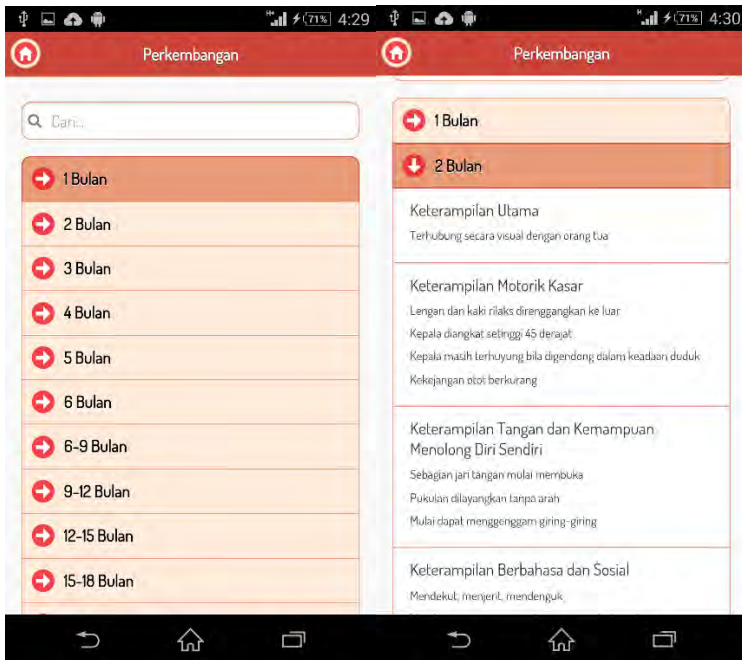 71% 4:29
Perkembangan
Cari...
1 Bulan
2 Bulan
3 Bulan
4 Bulan
5 Bulan
6 Bulan
6-9 Bulan
9-12 Bulan
12-15 Bulan
15-18 Bulan
71% 4:30
Perkembangan
1 Bulan
2 Bulan
Keterampilan Utama
Terhubung secara visual dengan orang tua
Keterampilan Motorik Kasar
Lengan dan kaki rilaks direnggangkan ke luar
Kepala diangkat setinggi 45 derajat
Kepala masih terhuyung bila digendong dalam keadaan duduk
Kekejangan otot berkurang
Keterampilan Tangan dan Kemampuan
Menolong Diri Sendiri
Sebagian jari tangan mulai membuka
Pukulan dilayangkan tanpa arah
Mulai dapat menggenggam giring-giring
Keterampilan Berbahasa dan Sosial
Mendekut, menjerit, mendenguk